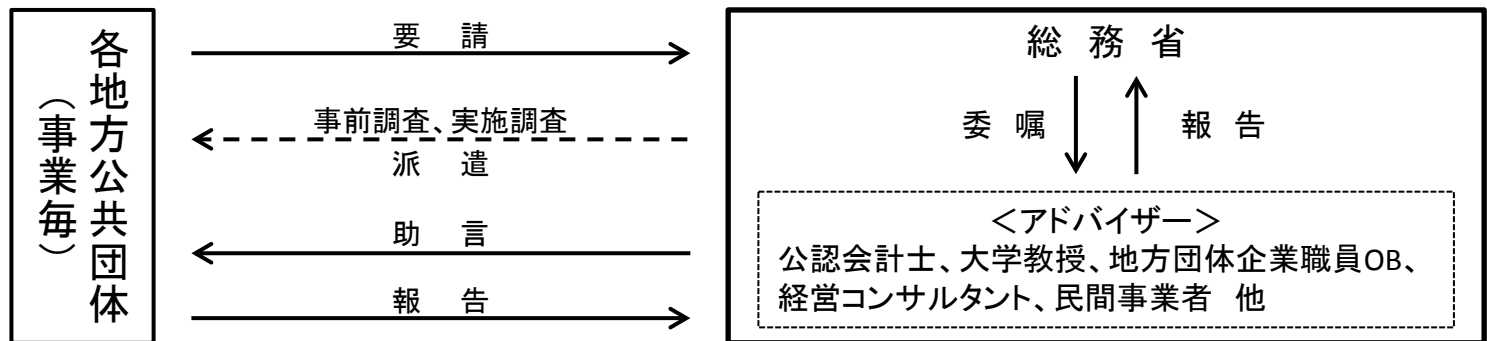 各地方公共団体
（事業毎）
要　請
事前調査、実施調査
派　遣
助　言
報　告
総 務 省
委 嘱
報 告
＜アドバイザー＞
公認会計士、大学教授、地方団体企業職員OB、
経営コンサルタント、民間事業者　他